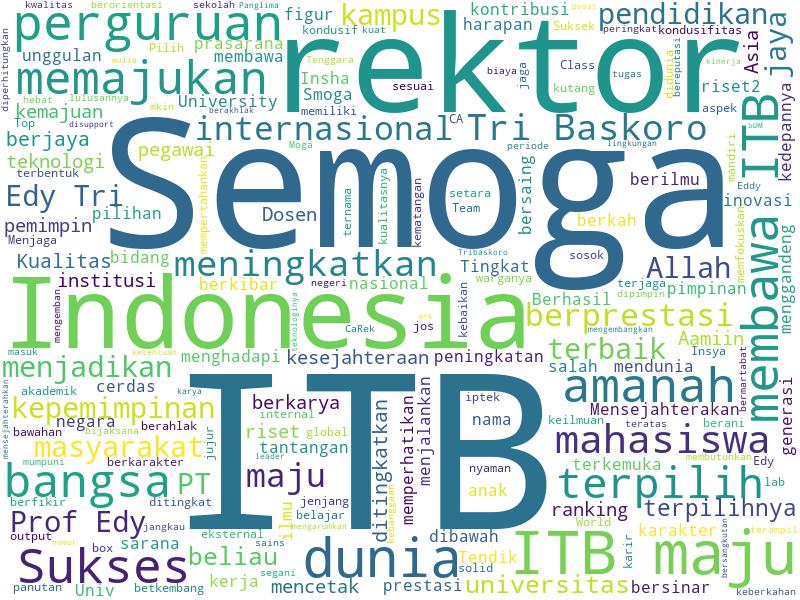 kwalitas berorientasi sekolah Panglima
perguruan
figur
kondusif kuat
kampus
kontribusi
harapan
pusat
pendidikan
peringkat kondusifitas
diperhitungkan
unggulan
Pilih prasarana
membawa
rektor
Suksek
jaya
Asia
memajukan
mulia
Tenggara
Insha
Smoga
sesuai
biaya
jaga
Class
kutang
tugas
didunia
bereputasi
kinerja
riset2
aspek
hebat lulusannya
mkin
University
berakhlak
memiliki
kemajuan
Top
disupport
berjaya
internasional
CA
Tri Baskoro
ITB
SDM
kedepannya
teknologi
terbentuk
pegawai
Semoga
Moga
periode
lingkungan
mandiri
Edy Tri
pilihan
mempertahankan
Dosen
ternama
kualitasnya
kematangan
setara
Team
bersaing
berilmu
Eddy
inovasi
pemimpin
Menjaga
berkah
sosok
memfokuskan
menggandeng
Kualitas
bidang
meningkatkan
Tribaskoro
Tingkat
warganya
Allah
membawa
institusi
berkibar
negeri
nasional
kebaikan
Berhasil
terjaga
dipimpin
pimpinan
mengemban
Indonesia
teknologinya
CaRek
ank
jos
berprestasi
mengembangkan
Aamiin
masuk
ketentuan
menghadapi
kesejahteraan
peningkatan
terbaik
Insya
bermartabat
menjadikan
salah
mendunia
mensejahterahkan
akademik
cerdas
karya
ITB
iptek
amanah
generasi
kepemimpinan
berkarya
Mensejahterakan
negara
internal
nama
keilmuan
teratas
berani
bawahan
bijaksana
berahlak
riset
global
ditingkatkan
memperhatikan
menjalankan
mahasiswa
masyarakat
jujur
tantangan
leader
mumpuni
berkarakter
nyaman
terkemuka
membutuhkan
Edy
bangsa
PT
maju
jenjang
anak
terpilih
lab
berfikir
ditingkat
belajar
kebanggaan
ranking
terpilihnya
Prof Edy
jangkau
ilmu
mengarumkan
World
karakter
terampil
output
box
sarana
eksternal
dibawah
ITB
karir
maju
bersangkutan
Sukses
nomor
beliau
sains
dunia
Tendik
solid
segani
panutan
Univ
betkembang
kerja
mencetak
prestasi
universitas
bersinar
keberkahan